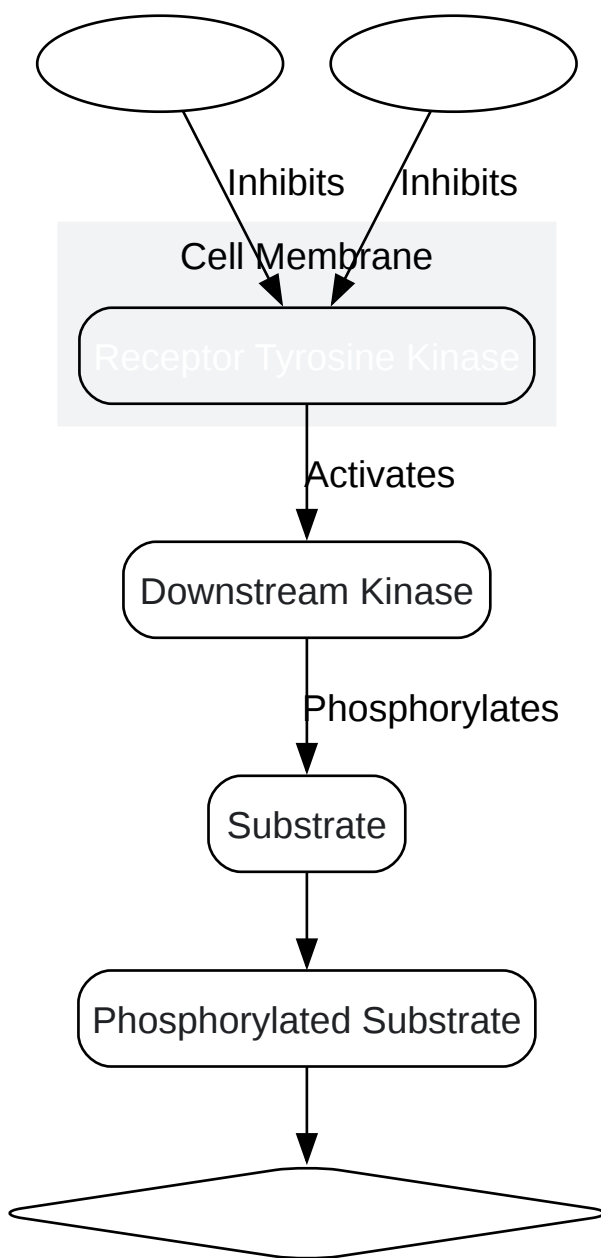 Inhibits
Inhibits
Cell Membrane
Receptor Tyrosine Kinase
Activates
Downstream Kinase
Phosphorylates
Substrate
Phosphorylated Substrate